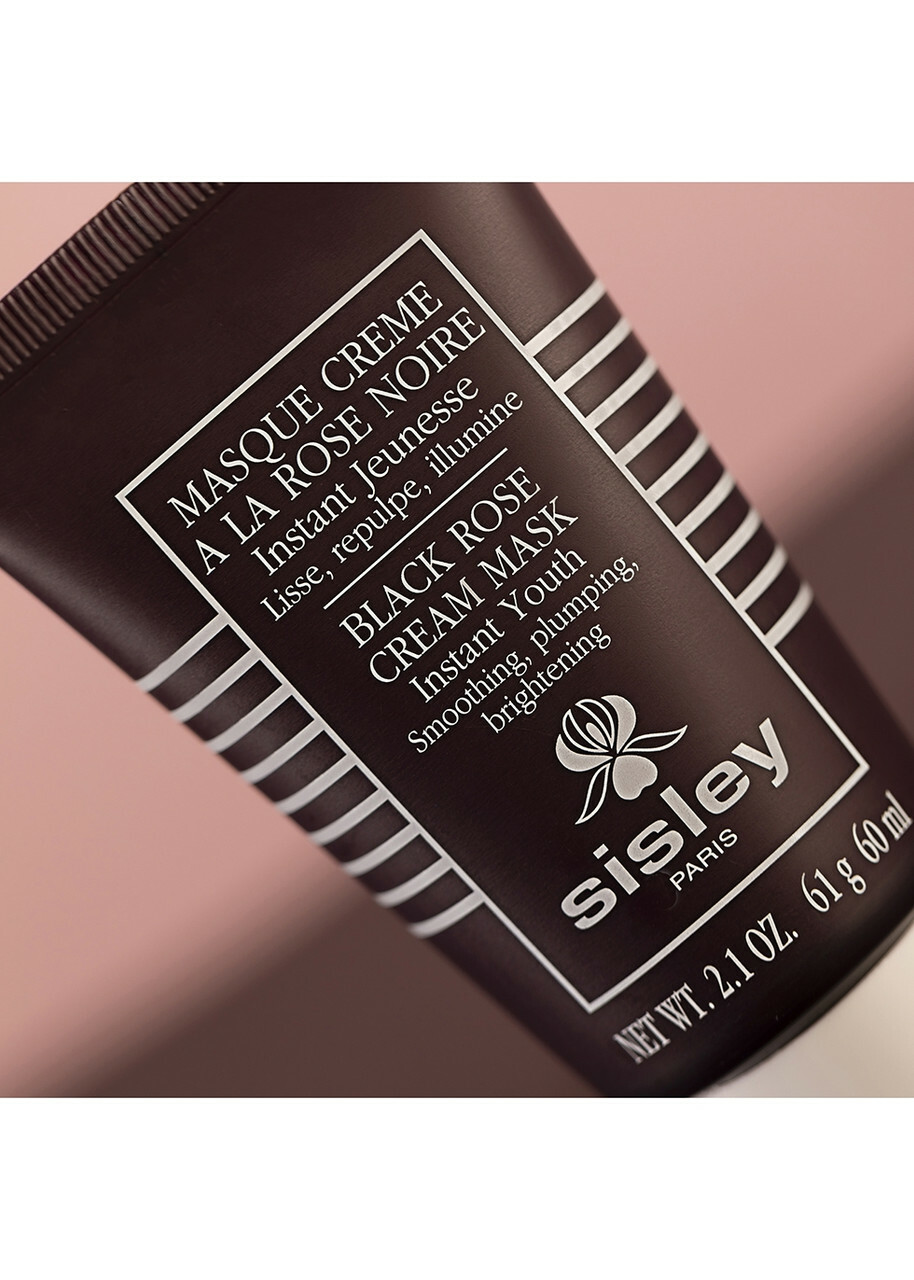 MASQUE CREME
A LA ROSE NOIRE
Instant Jeunesse
Lisse, repulpe, illumine
BLACK ROSE
CREAM MASK
Instant Youth
Smoothing, plumping,
brightening
sisley
PARIS
NET WT. 2.1 OZ. 61 g 60 ml